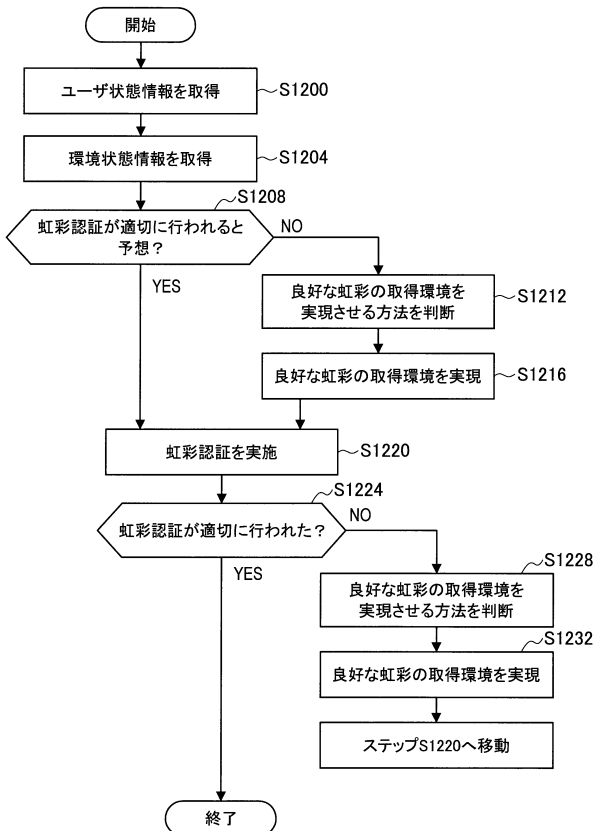 開始
ユーザ状態情報を取得
S1200
環境状態情報を取得
S1204
S1208
虹彩認証が適切に行われると
予想？
NO
YES
良好な虹彩の取得環境を
実現させる方法を判断
S1212
良好な虹彩の取得環境を実現
S1216
虹彩認証を実施
S1220
S1224
虹彩認証が適切に行われた？
NO
YES
S1228
良好な虹彩の取得環境を
実現させる方法を判断
S1232
良好な虹彩の取得環境を実現
ステップS1220へ移動
終了